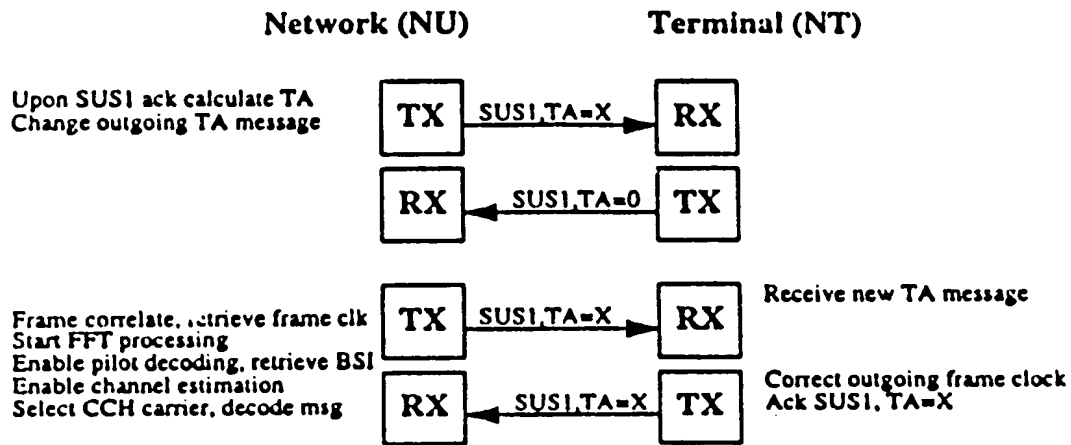 Network (NU) Terminal (NT)
Upon SUS1 ack calculate TA
Change outgoing TA message
TX SUS1,TA=X RX
RX SUS1,TA=0 TX
Receive new TA message
TX SUS1,TA=X RX
Frame correlate, retrieve frame clk
Start FFT processing
Enable pilot decoding, retrieve BSI
Enable channel estimation
Select CCH carrier, decode msg
Correct outgoing frame clock
Ack SUS1, TA=X
RX SUS1,TA=X TX